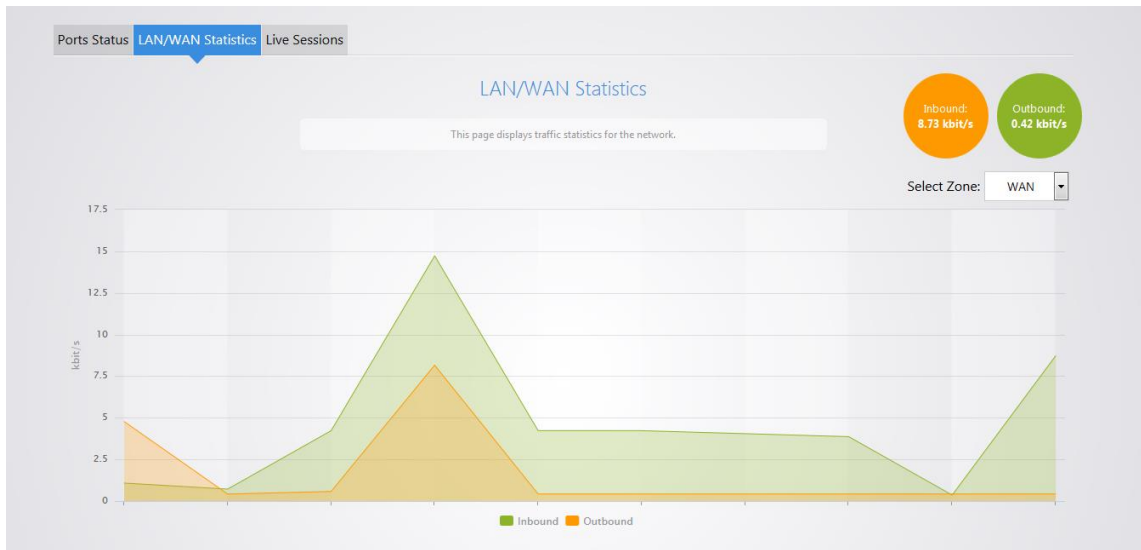 Ports Status LAN/WAN Statistics Live Sessions
LAN/WAN Statistics
This page displays traffic statistics for the network.
Inbound:
8.73 kbit/s
Outbound:
0.42 kbit/s
Select Zone: WAN
17.5
15
12.5
10
7.5
5
2.5
0
kbit/s
Inbound Outbound